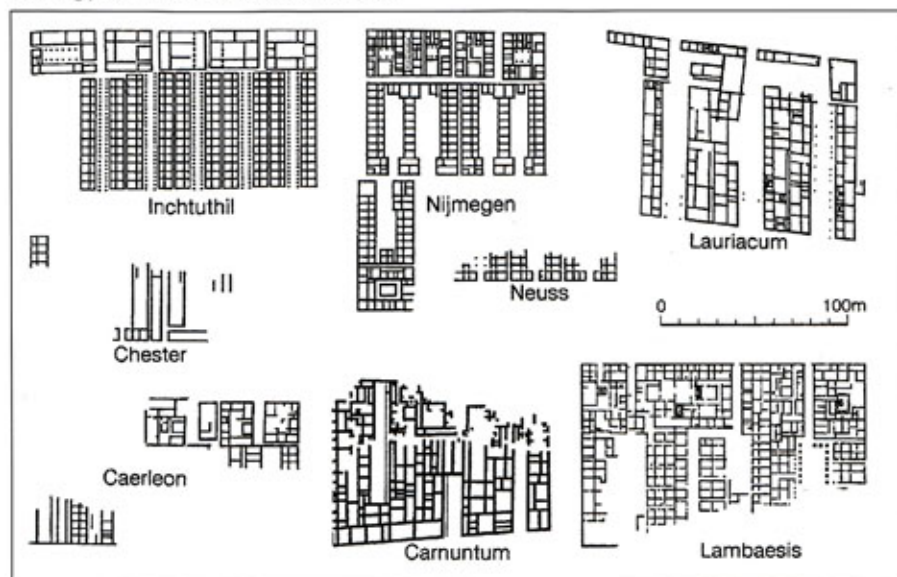 Inchtuthil
Nijmegen
Lauriacum
Neuss
0 100m
Chester
Caerleon
Carnuntum
Lambaesis